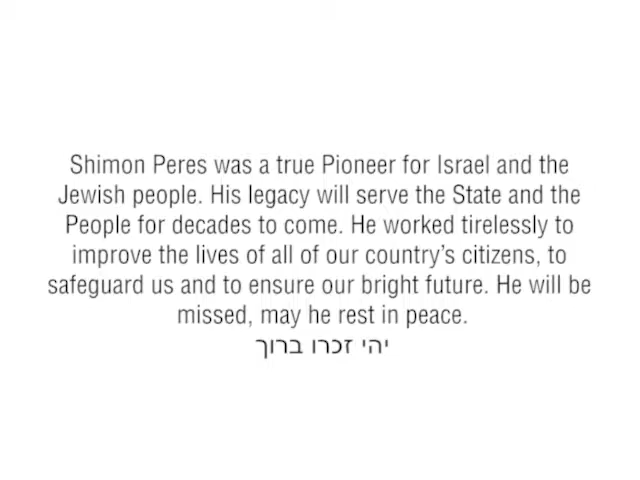 Shimon Peres was a true Pioneer for Israel and the
Jewish people. His legacy will serve the State and the
People for decades to come. He worked tirelessly to
improve the lives of all of our country's citizens, to
safeguard us and to ensure our bright future. He will be
missed, may he rest in peace.
יהי זכרו ברוך